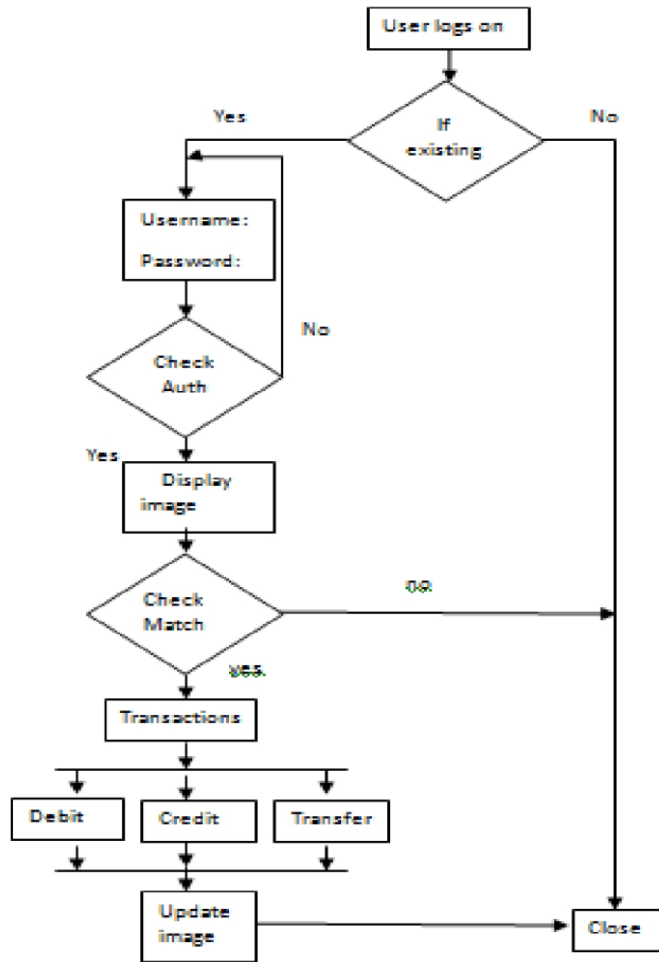 User logs on
Yes
If
existing
No
Username:
Password:
No
Check
Auth
Yes
Display
image
Check
Match
no
yes
Transactions
Debit
Credit
Transfer
Update
image
Close